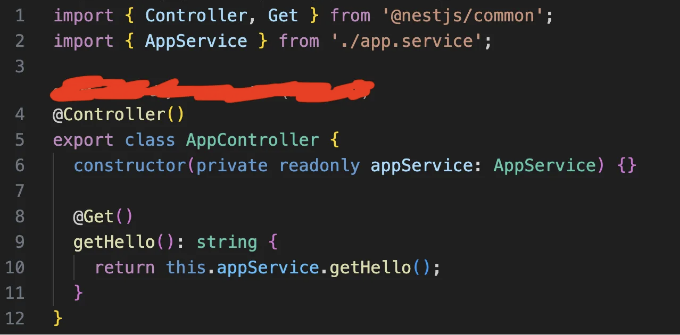 1 import { Controller, Get } from '@nestjs/common';
2 import { AppService } from './app.service';
3
4 @Controller()
5 export class AppController {
6 constructor(private readonly appService: AppService) {}
7
8 @Get()
9 getHello(): string {
10 return this.appService.getHello();
11 }
12 }